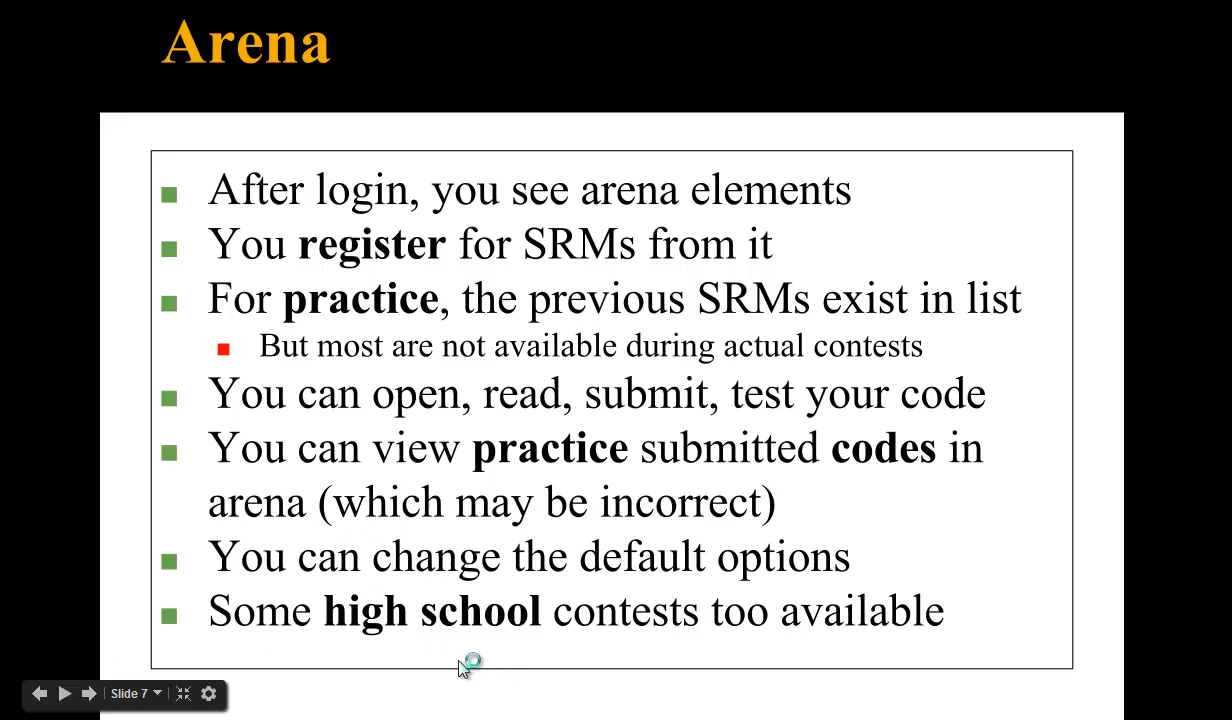 Arena
After login, you see arena elements
You register for SRMs from it
For practice, the previous SRMs exist in list
But most are not available during actual contests
You can open, read, submit, test your code
You can view practice submitted codes in
arena (which may be incorrect)
You can change the default options
Some high school contests too available
Slide 7